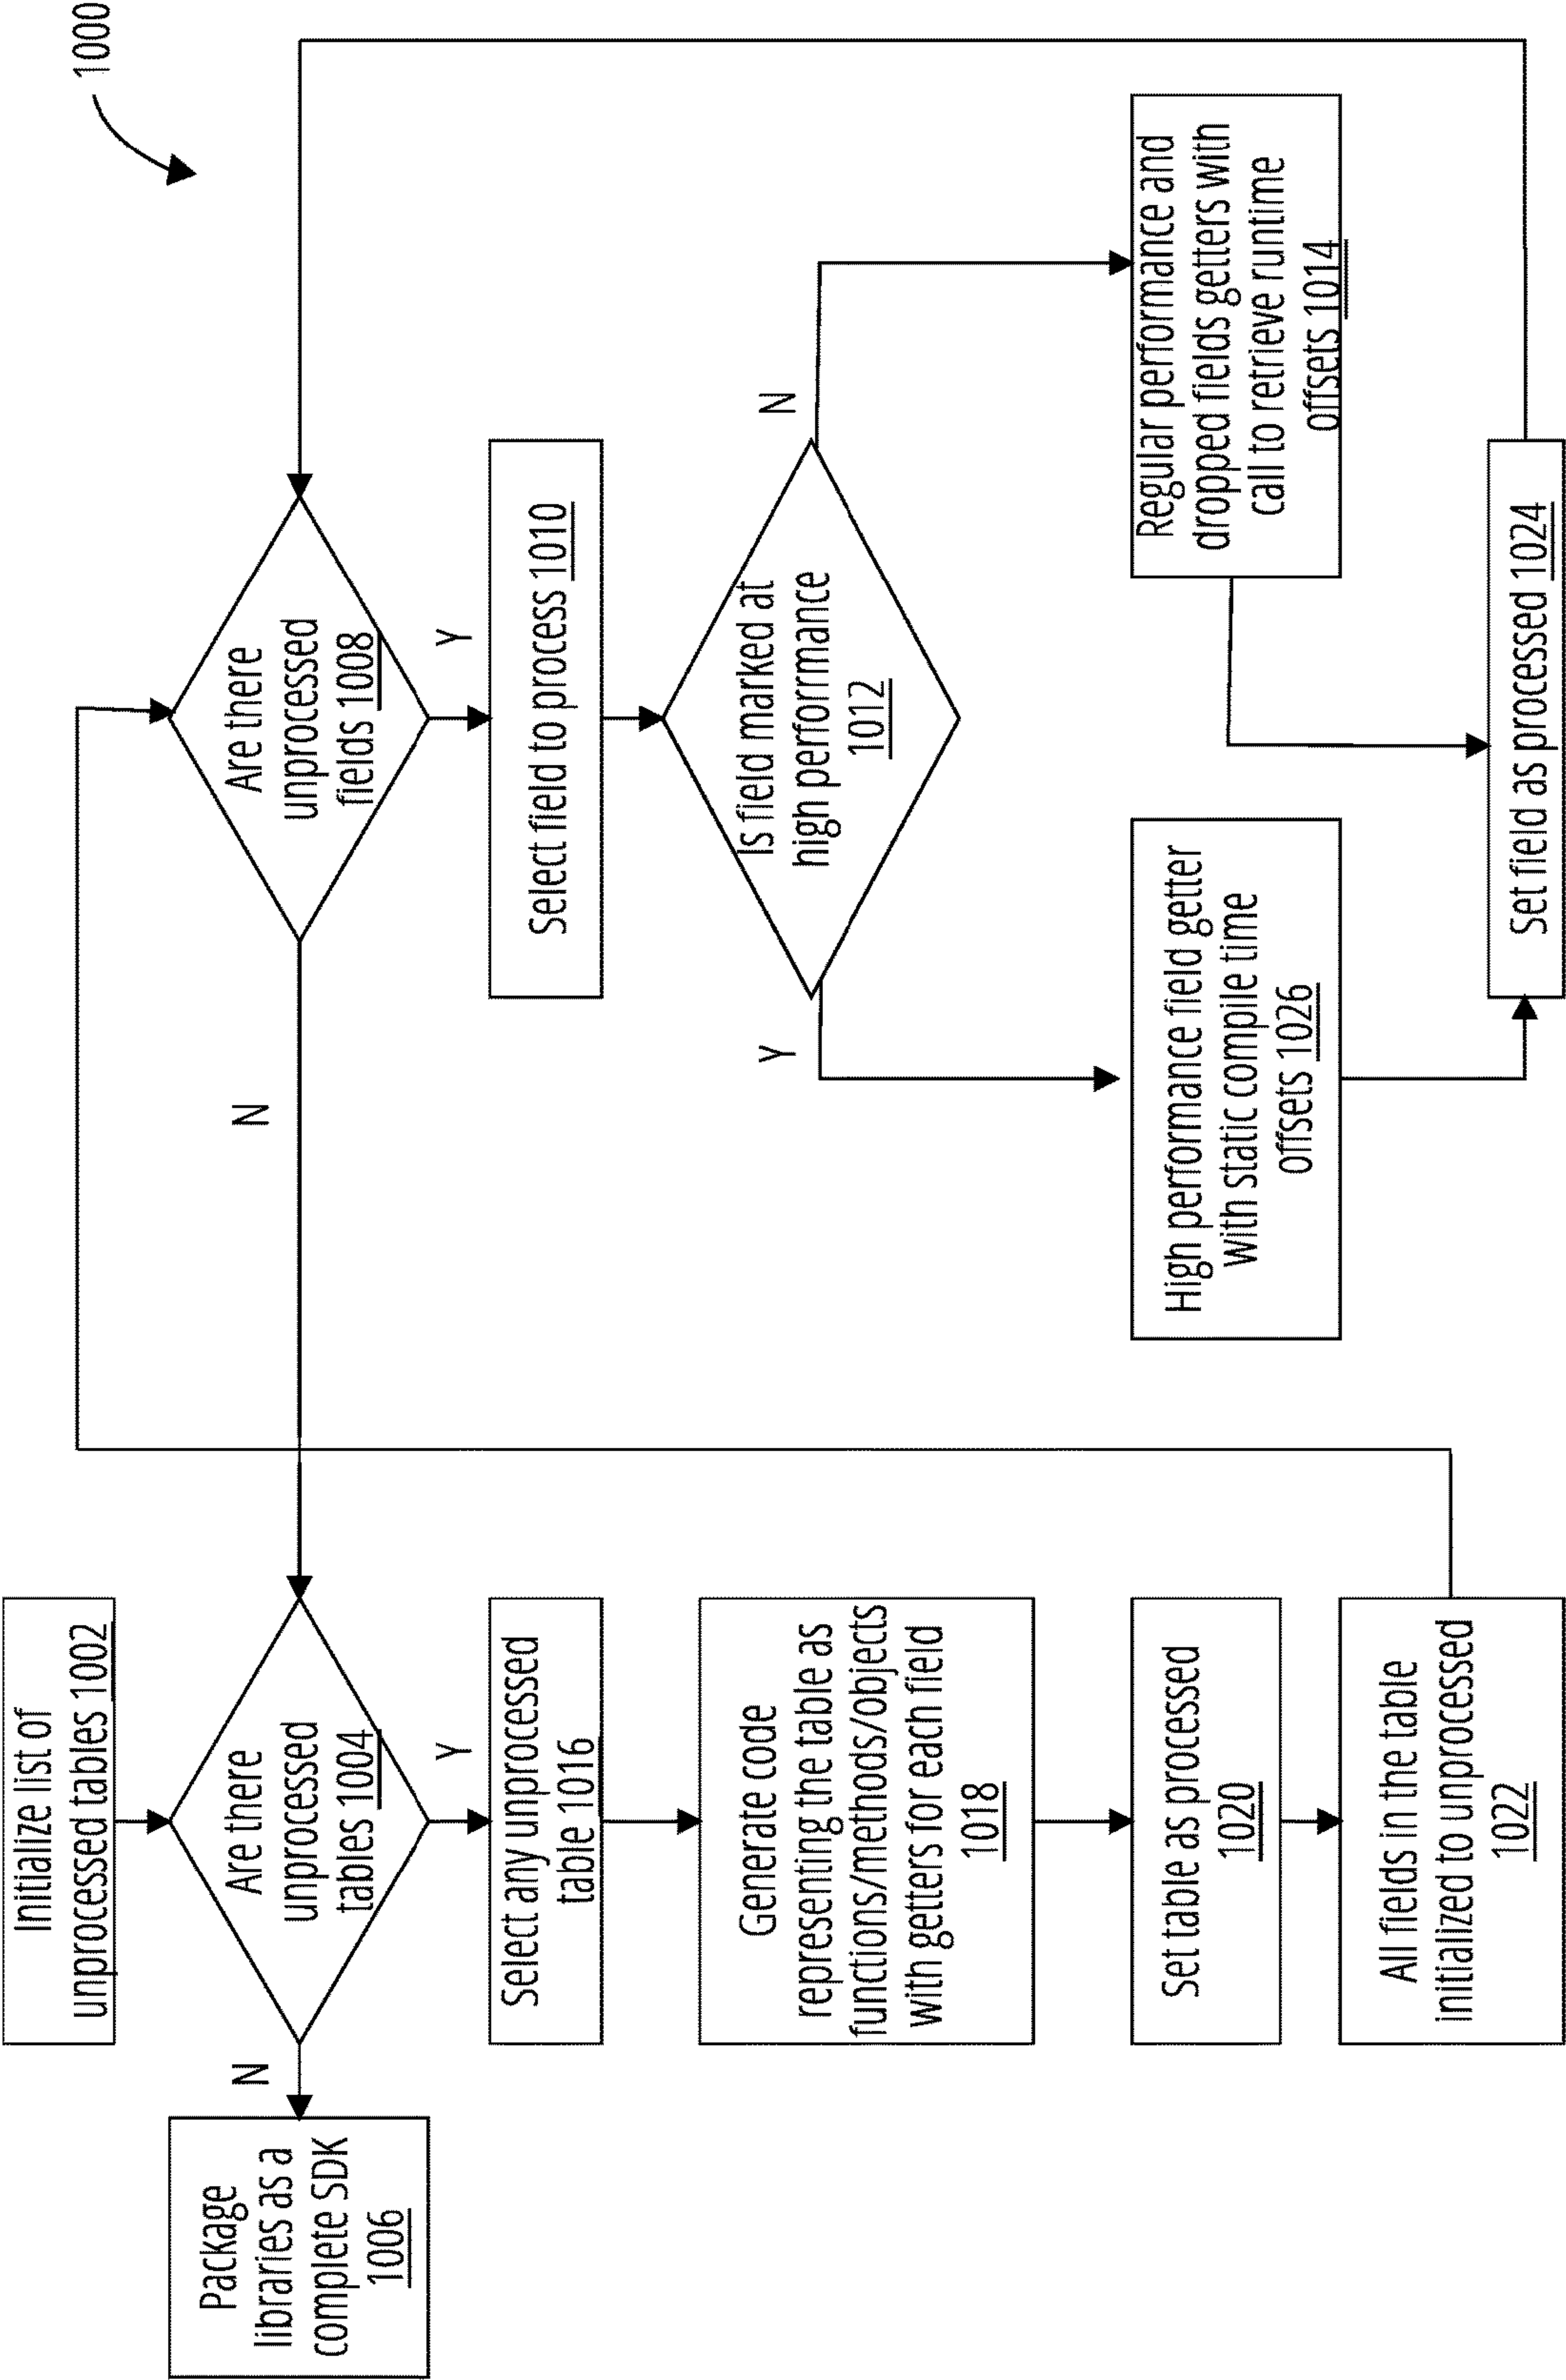 1000
Initialize list of
unprocessed tables 1002
Are there
unprocessed
tables 1004
N
Y
Package
libraries as a
complete SDK
1006
Select any unprocessed
table 1016
Generate code
representing the table as
functions/methods/objects
with getters for each field
1018
Set table as processed
1020
All fields in the table
initialized to unprocessed
1022
Are there
unprocessed
fields 1008
N
Y
Select field to process 1010
Is field marked at
high perforrmance
1012
Y
N
High performance field getter
With static compile time
offsets 1026
Regular performance and
dropped fields getters with
call to retrieve runtime
offsets 1014
Set field as processed 1024